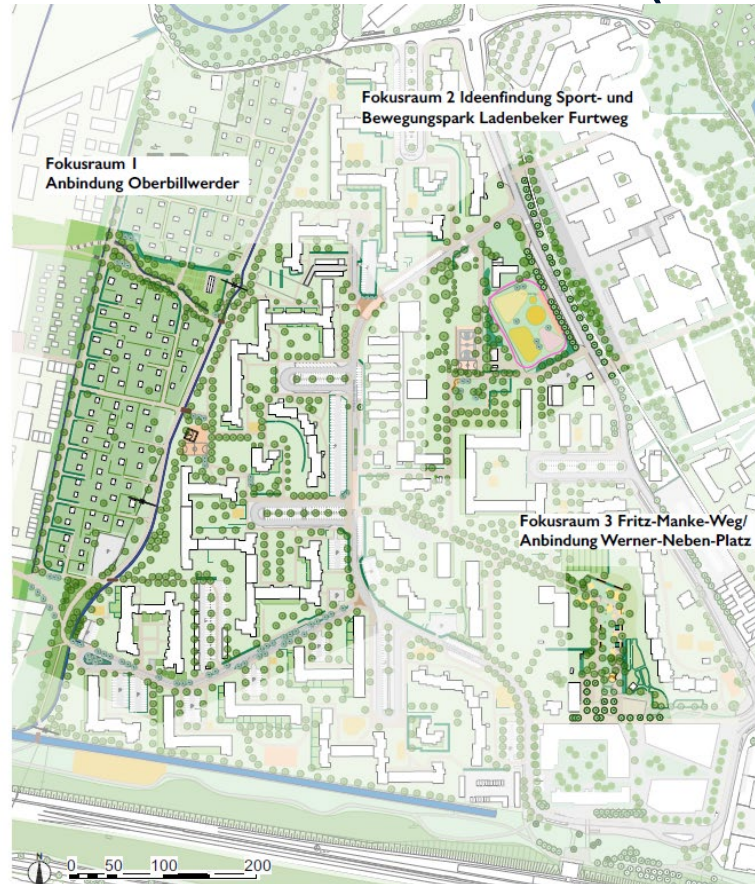 Fokusraum 2 Ideenfindung Sport- und
Bewegungspark Ladenbeker Furtweg
Fokusraum 1
Anbindung Oberbillwerder
Fokusraum 3 Fritz-Manke-Weg/
Anbindung Werner-Neben-Platz
N
0 50 100 200